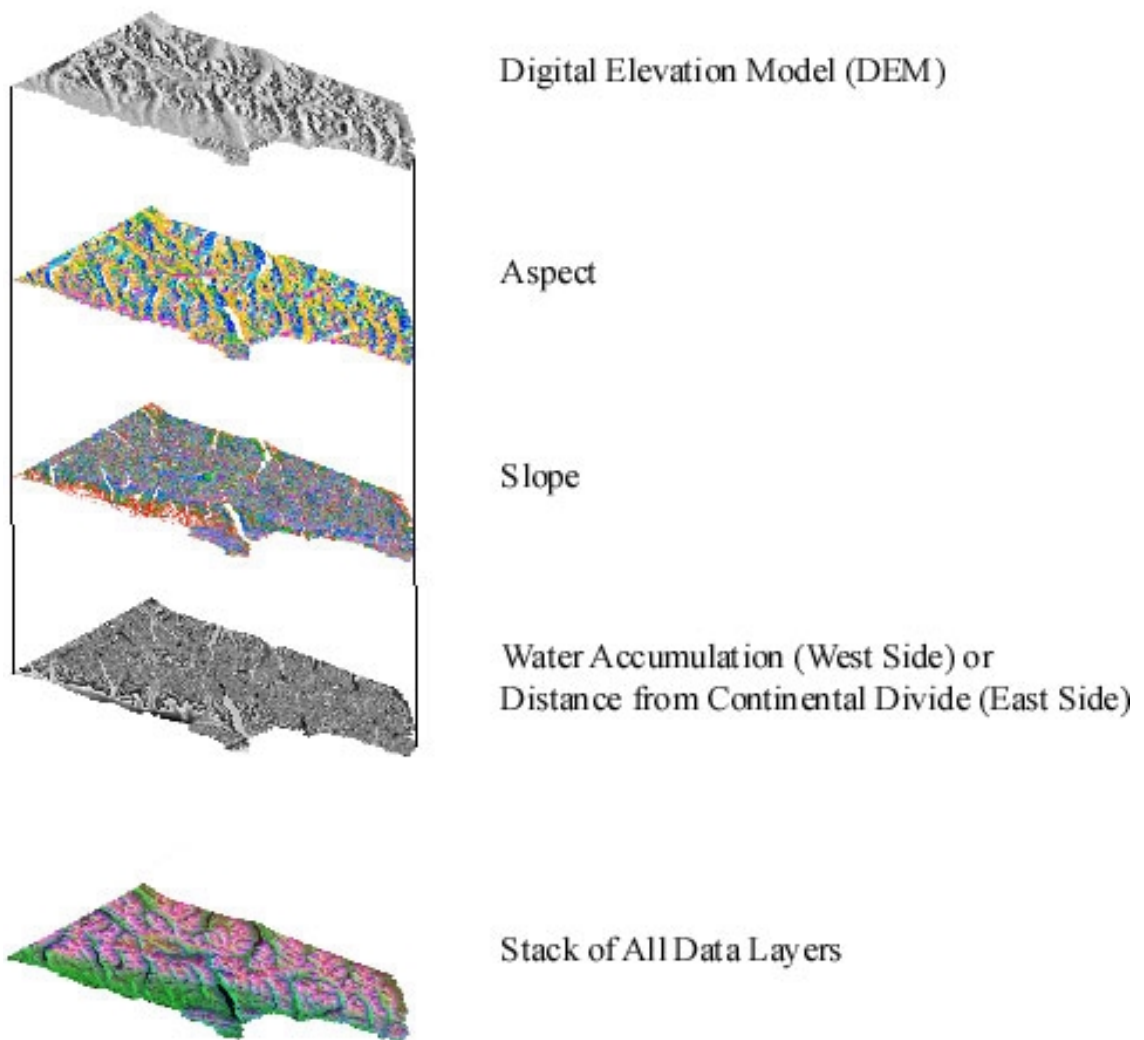 Digital Elevation Model (DEM)
Aspect
Slope
Water Accumulation (West Side) or
Distance from Continental Divide (East Side)
Stack of All Data Layers